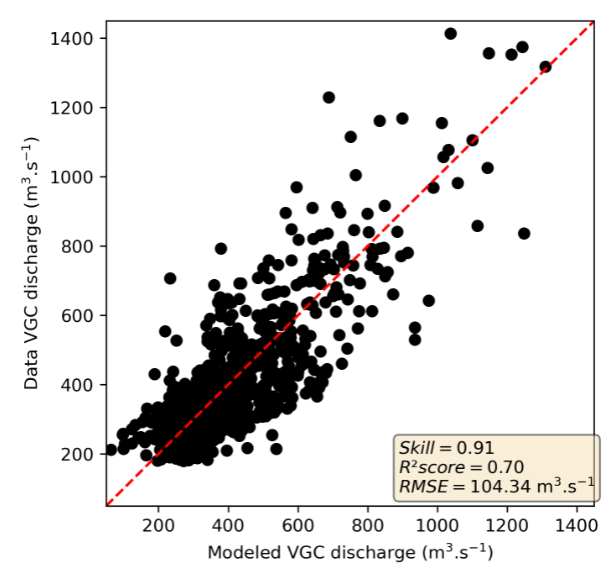 1400
1200
1000
800
600
400
200
Data VGC discharge (m³.s⁻¹)
Skill = 0.91
R²score = 0.70
RMSE = 104.34 m³.s⁻¹
200 400 600 800 1000 1200 1400
Modeled VGC discharge (m³.s⁻¹)